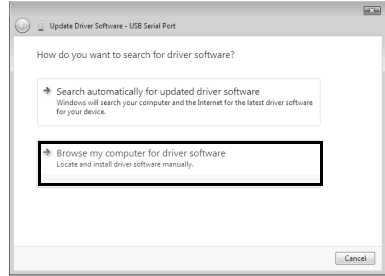 Update Driver Software - USB Serial Port
How do you want to search for driver software?
Search automatically for updated driver software
Windows will search your computer and the Internet for the latest driver software
for your device.
Browse my computer for driver software
Locate and install driver software manually.
Cancel